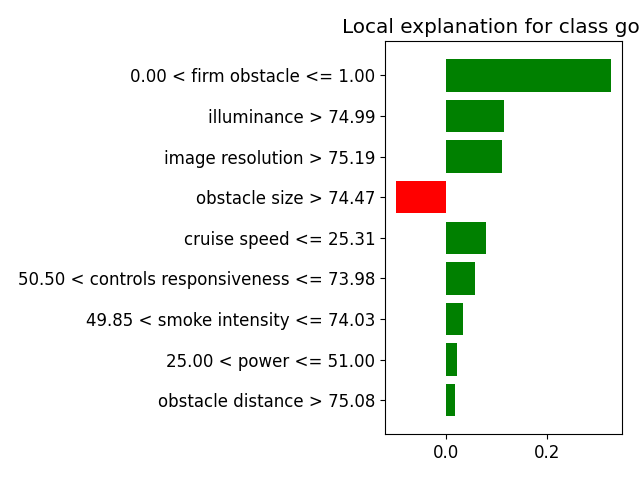 Local explanation for class go
0.00 < firm obstacle <= 1.00
illuminance > 74.99
image resolution > 75.19
obstacle size > 74.47
cruise speed <= 25.31
50.50 < controls responsiveness <= 73.98
49.85 < smoke intensity <= 74.03
25.00 < power <= 51.00
obstacle distance > 75.08
0.0 0.2